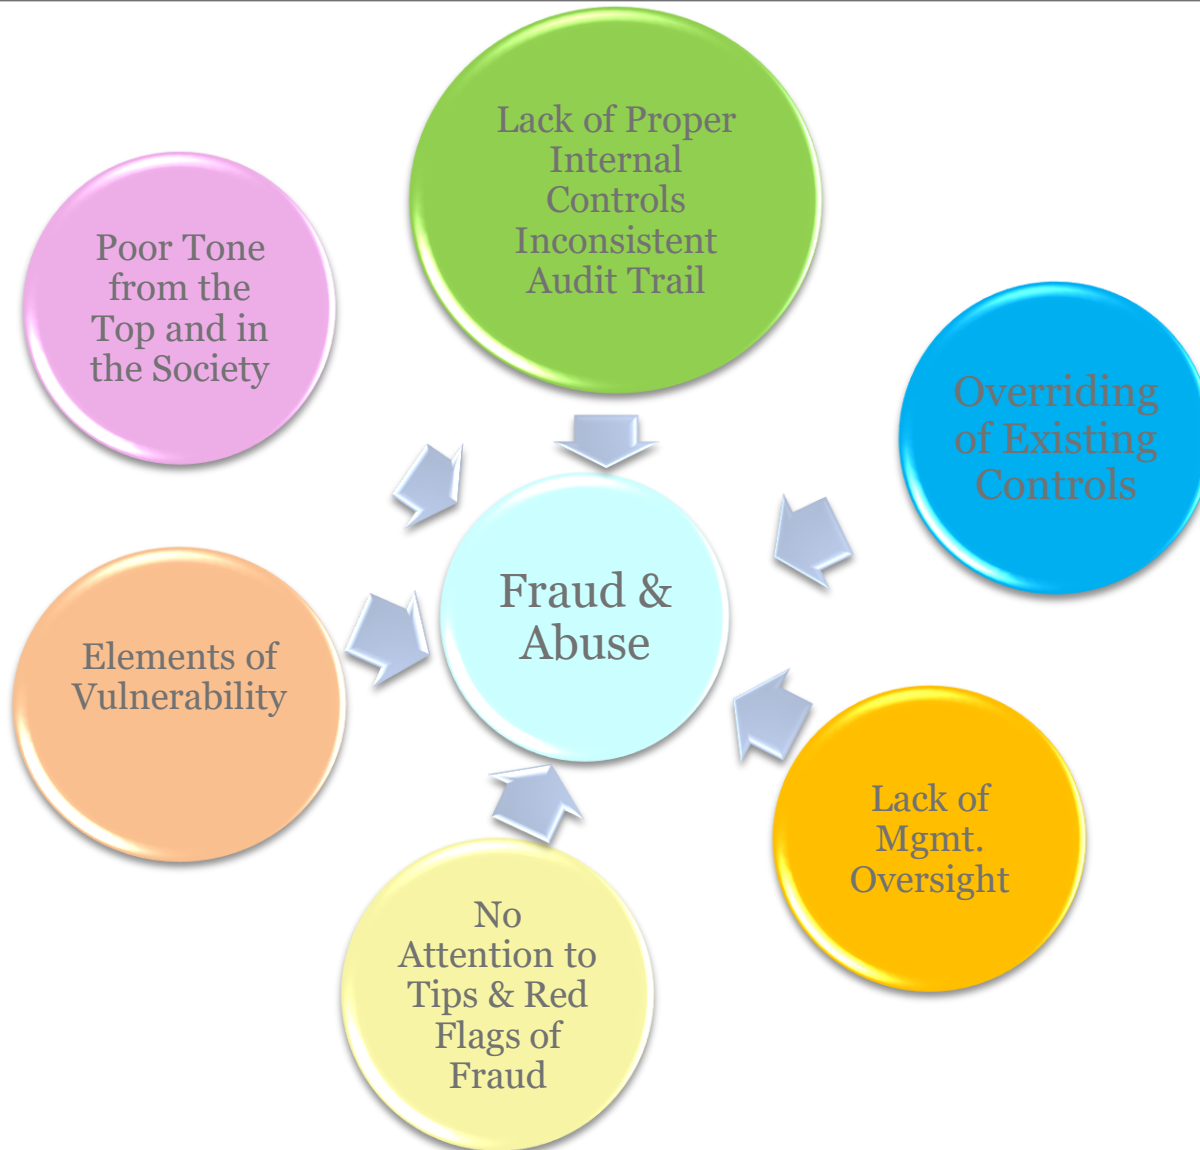 Lack of Proper
Internal
Controls
Inconsistent
Audit Trail
Poor Tone
from the
Top and in
the Society
Overriding
of Existing
Controls
Fraud &
Abuse
Elements of
Vulnerability
Lack of
Mgmt.
Oversight
No
Attention to
Tips & Red
Flags of
Fraud